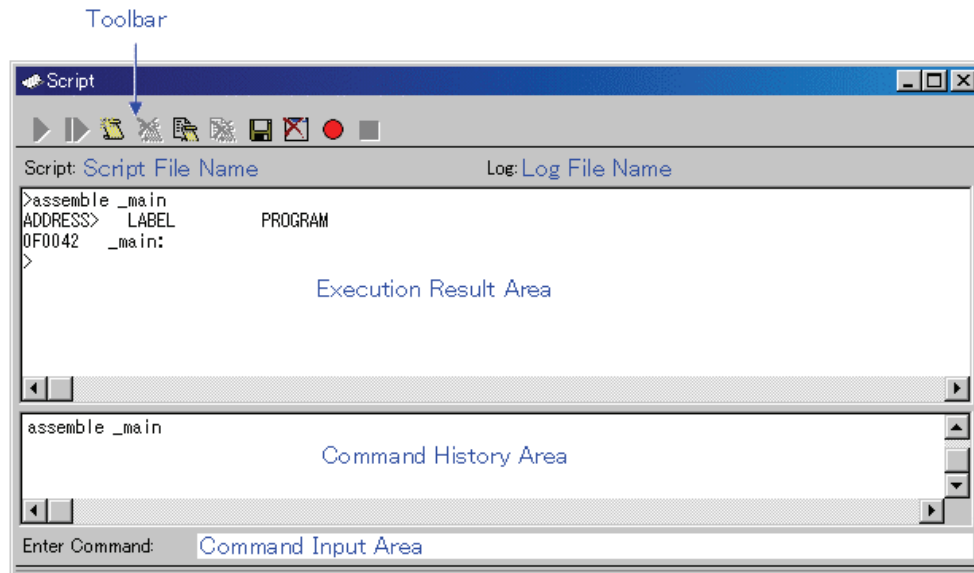 Toolbar
Script
Script: Script File Name Log: Log File Name
>assemble _main
ADDRESS> LABEL PROGRAM
0F0042 _main:
>
Execution Result Area
assemble _main
Command History Area
Enter Command: Command Input Area